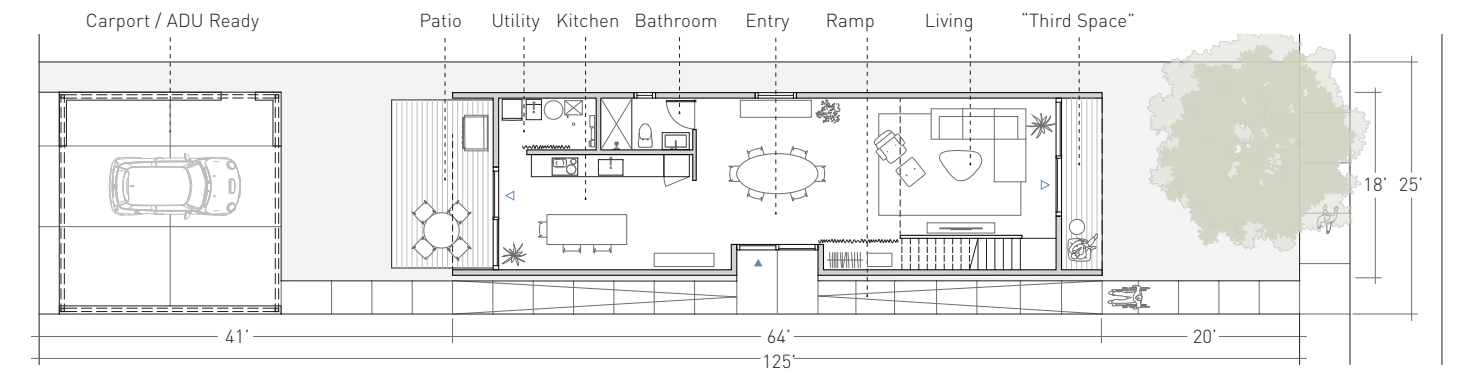 Carport / ADU Ready
Patio
Utility
Kitchen
Bathroom
Entry
Ramp
Living
"Third Space"
18'
25'
41'
64'
20'
125'